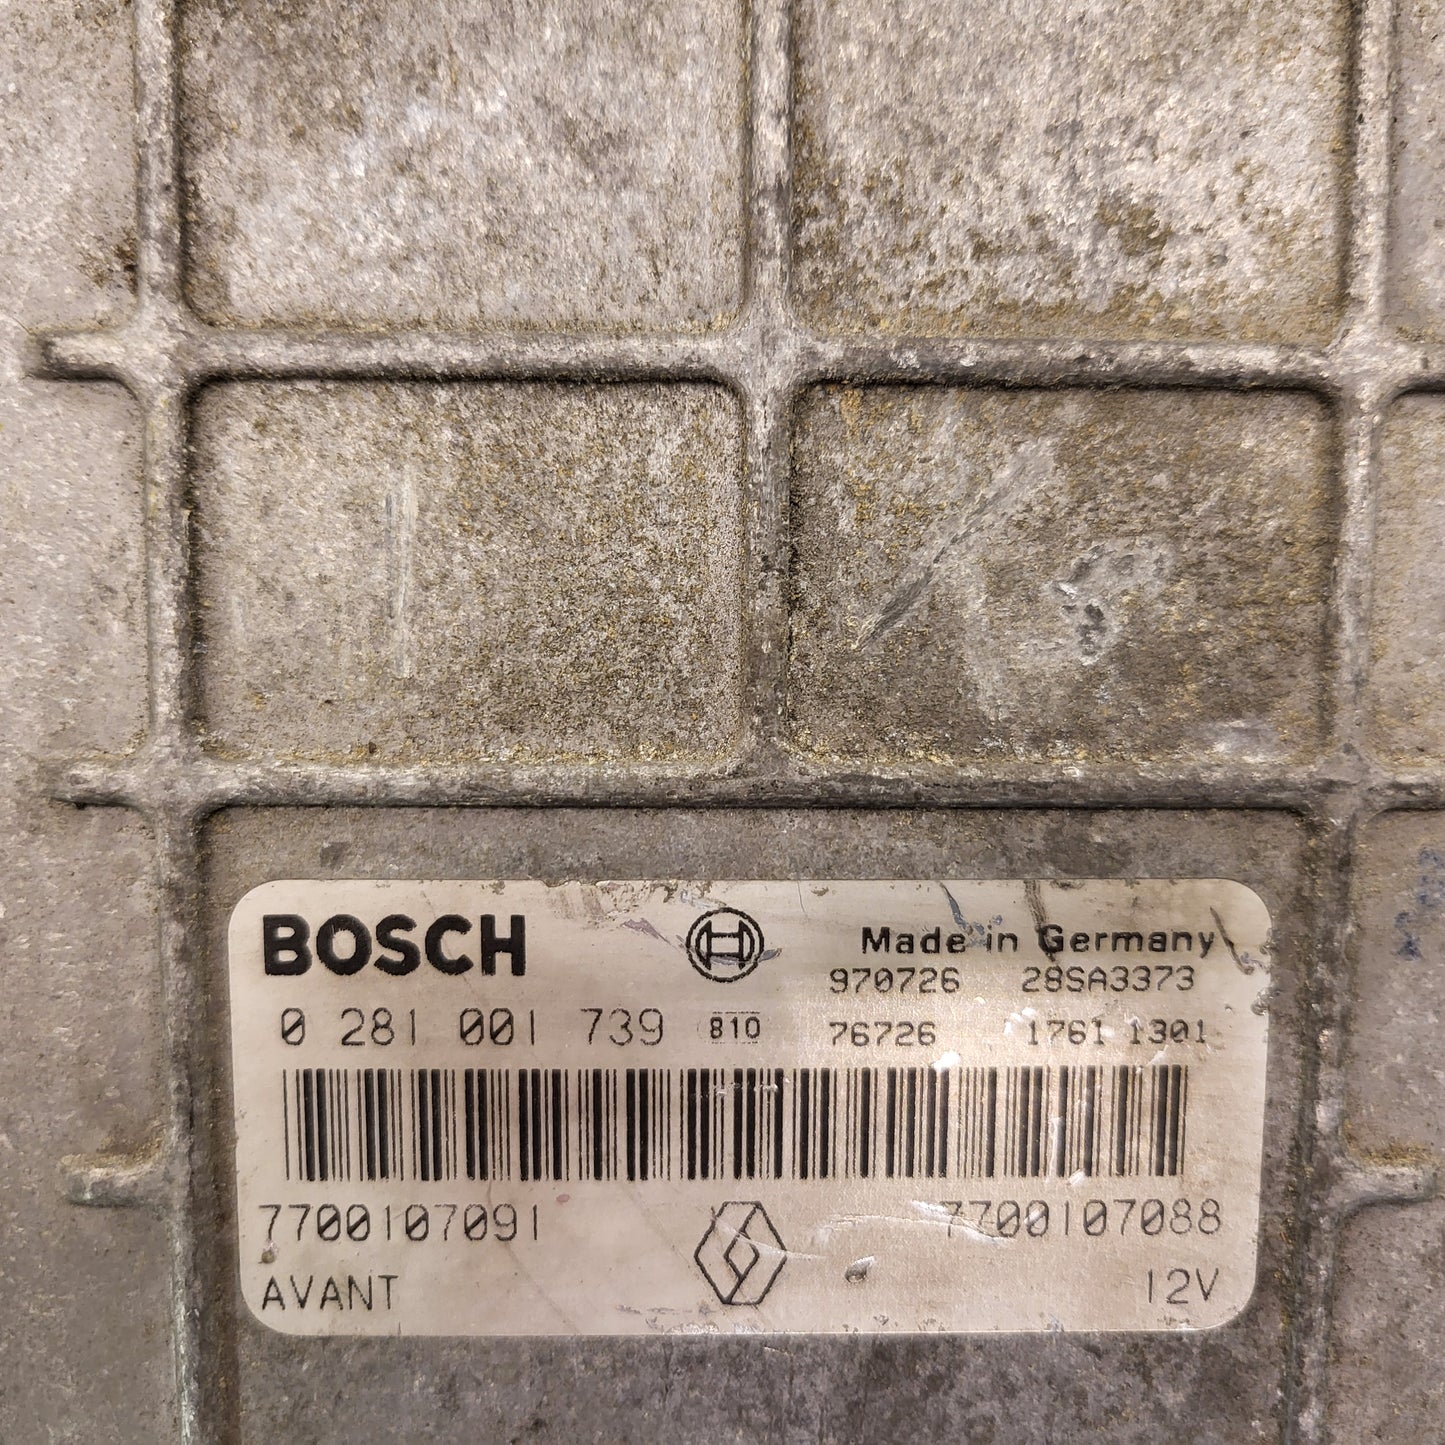 BOSCH
Made in Germany
970726 28SA3373
0 281 001 739 810 76726 1761 1301
7700107091 7700107088
AVANT 12V